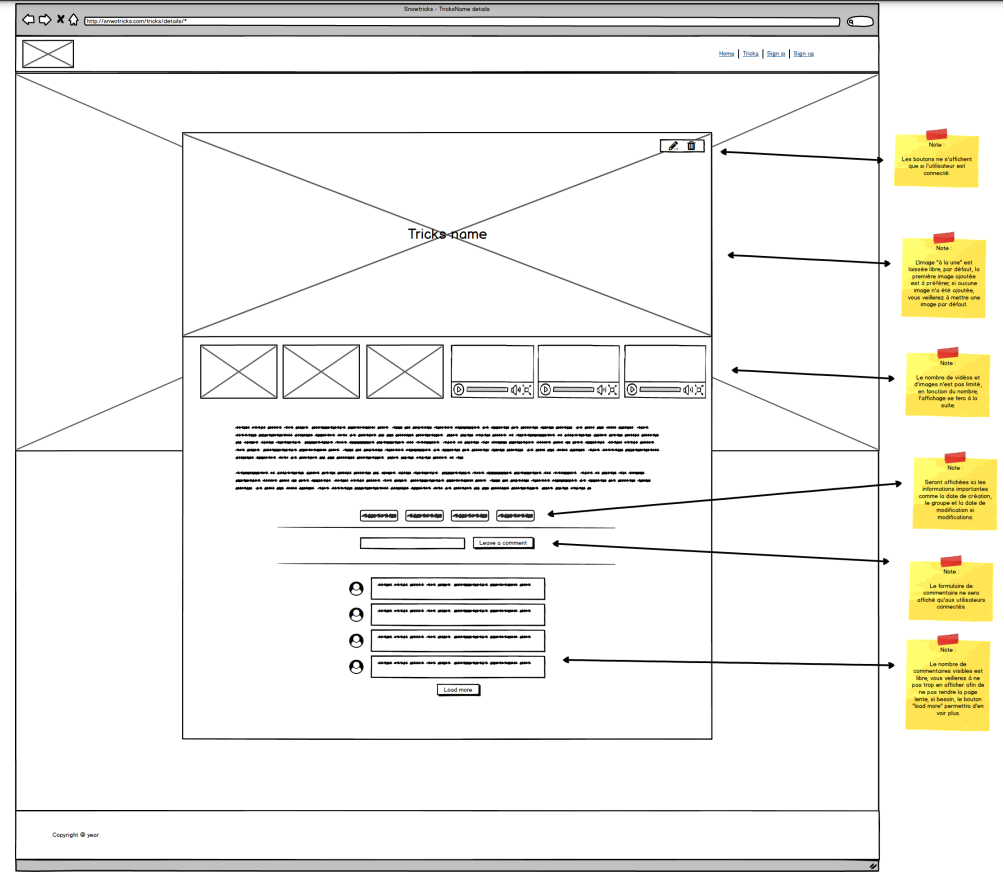 Snowtricks - TricksName details
http://snwotricks.com/tricks/details/*
Home
Tricks
Sign in
Sign up
Tricks name
Leave a comment
Load more
Copyright @ year
Note :
Les boutons ne s'affichent
que si l'utilisateur est
connecté.
Note :
L'image "à la une" est
laissée libre, par défaut, la
première image ajoutée
est à préférer, si aucune
image n'a été ajoutée,
vous veillerez à mettre une
image par défaut.
Note :
Le nombre de vidéos et
d'images n'est pas limité,
en fonction du nombre,
l'affichage se fera à la
suite.
Note :
Seront affichées ici les
informations importantes
comme la date de création,
le groupe et la date de
modification si
modifications.
Note :
Le formulaire de
commentaire ne sera
affiché qu'aux utilisateurs
connectés.
Note :
Le nombre de
commentaires visibles est
libre, vous veillerez à ne
pas trop en afficher afin de
ne pas rendre la page
lente, si besoin, le bouton
"load more" permettra d'en
voir plus.